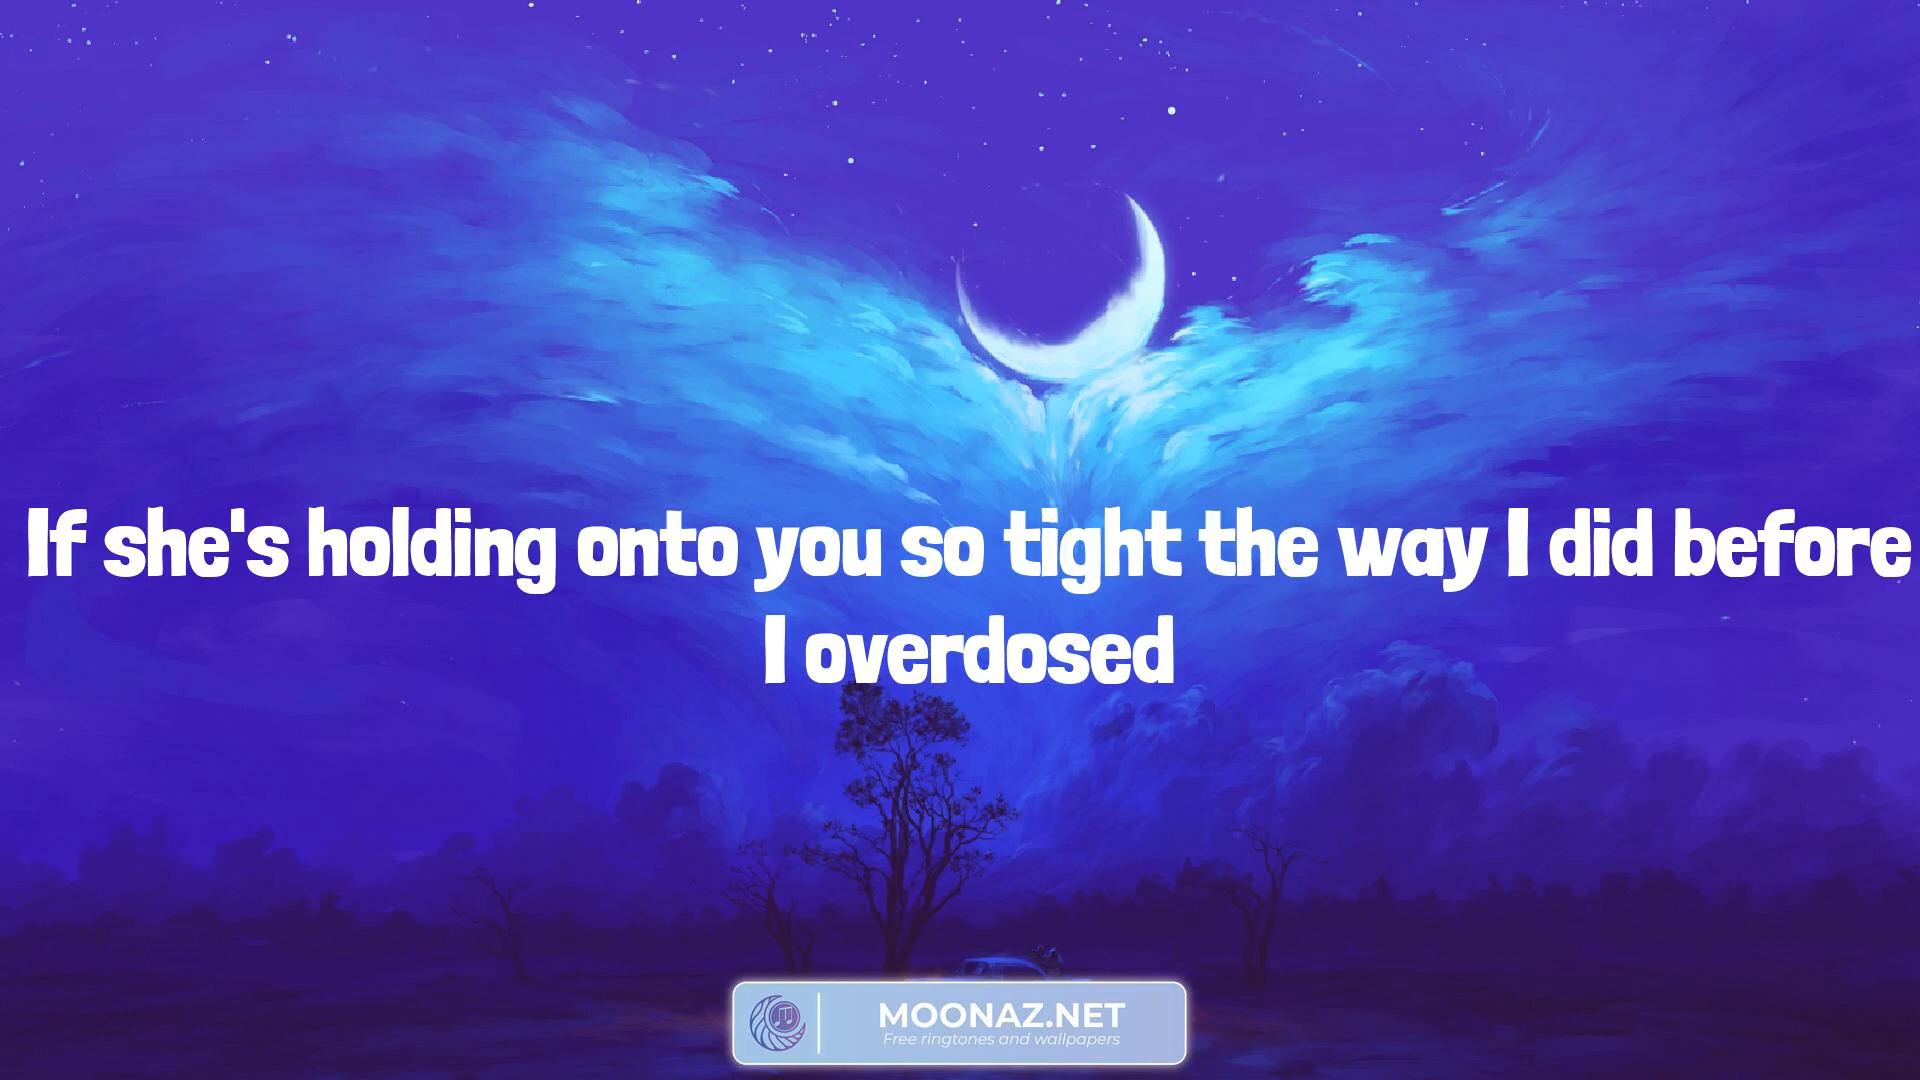 If she's holding onto you so tight the way I did before
I overdosed
MOONAZ.NET
Free ringtones and wallpapers